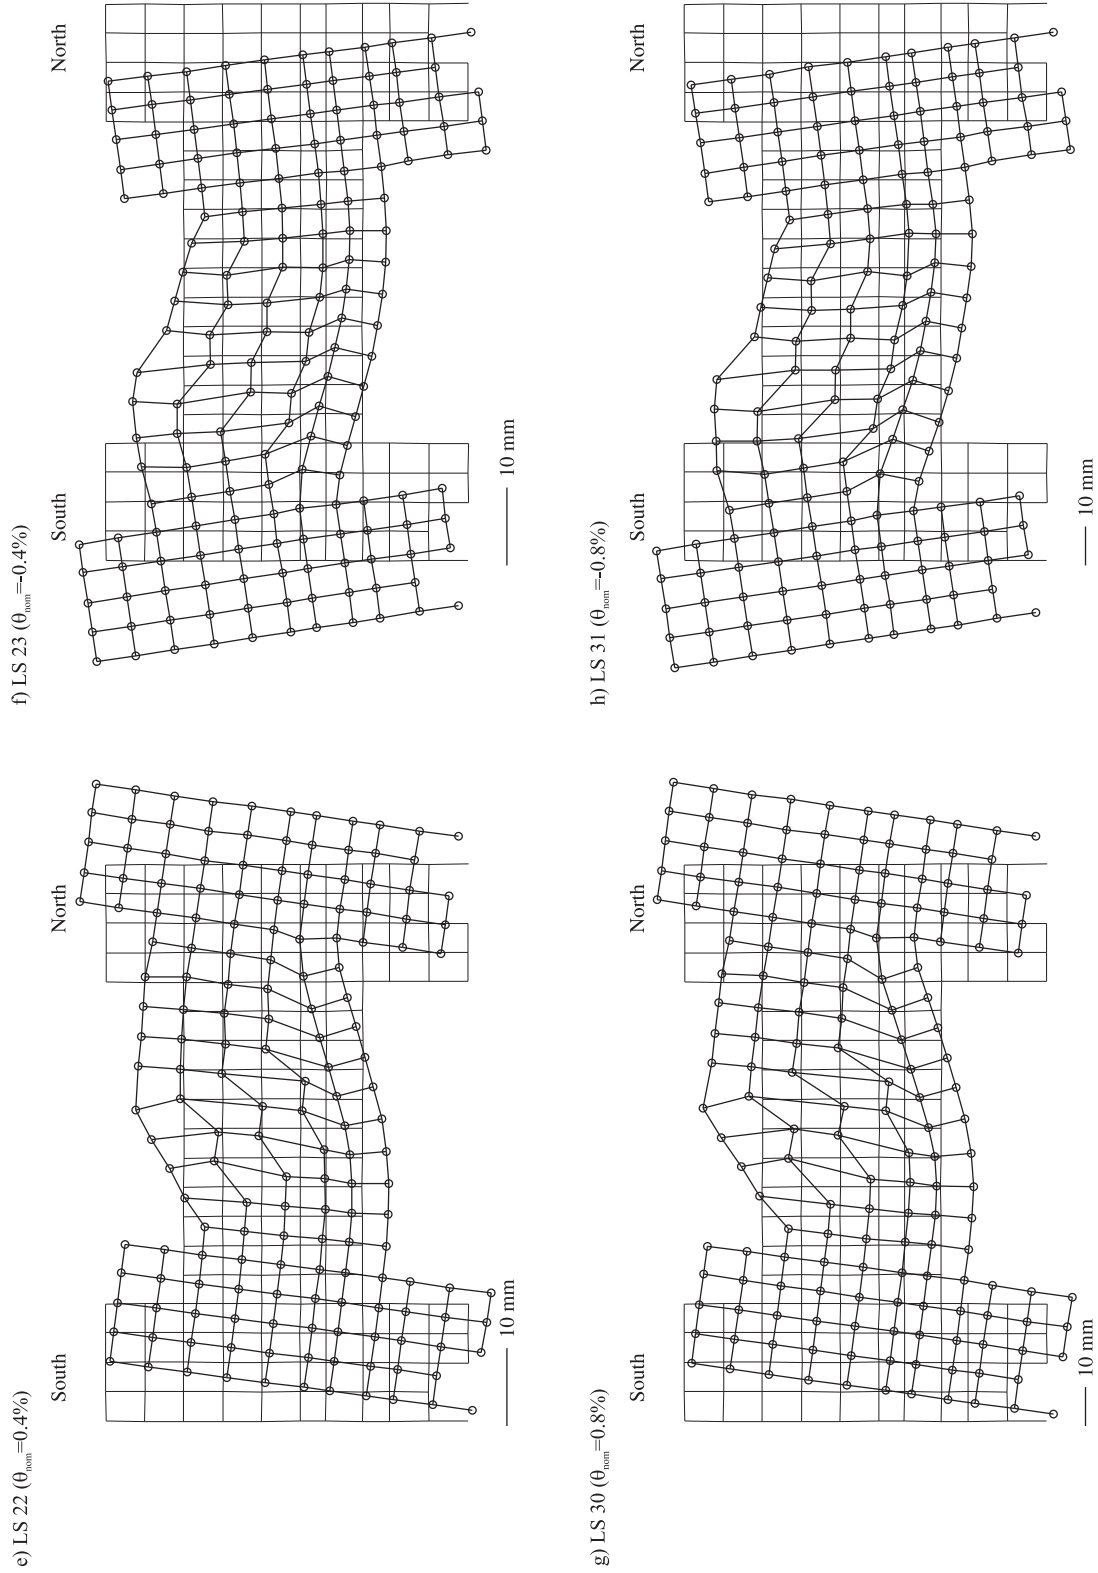 e) LS 22 (θnom=0.4%)
South
North
10 mm
f) LS 23 (θnom=-0.4%)
South
North
10 mm
g) LS 30 (θnom=0.8%)
South
North
10 mm
h) LS 31 (θnom=-0.8%)
South
North
10 mm